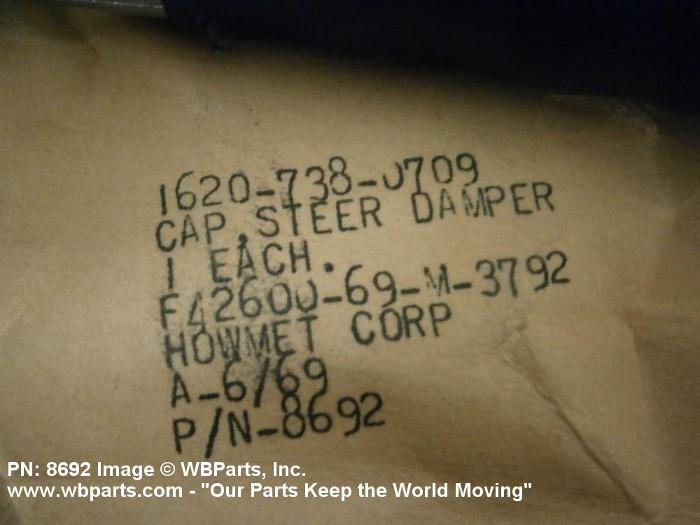 1620-738-0709
CAP, STEER DAMPER
1 EACH.
F42600-69-M-3792
HOWMET CORP
A-6/69
P/N-8692
PN: 8692 Image © WBParts, Inc.
www.wbparts.com - "Our Parts Keep the World Moving"